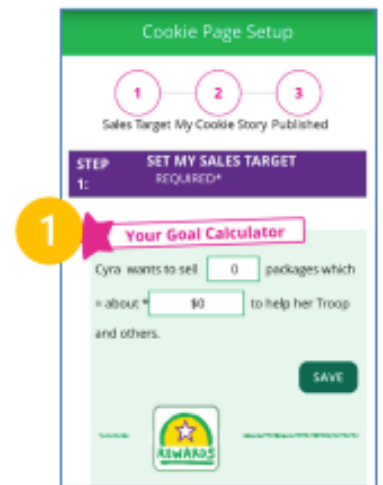 Cookie Page Setup
1 2 3
Sales Target My Cookie Story Published
STEP 1: SET MY SALES TARGET
REQUIRED*
1
Your Goal Calculator
Cyra wants to sell 0 packages which
= about * $0 to help her Troop
and others.
SAVE
REWARDS